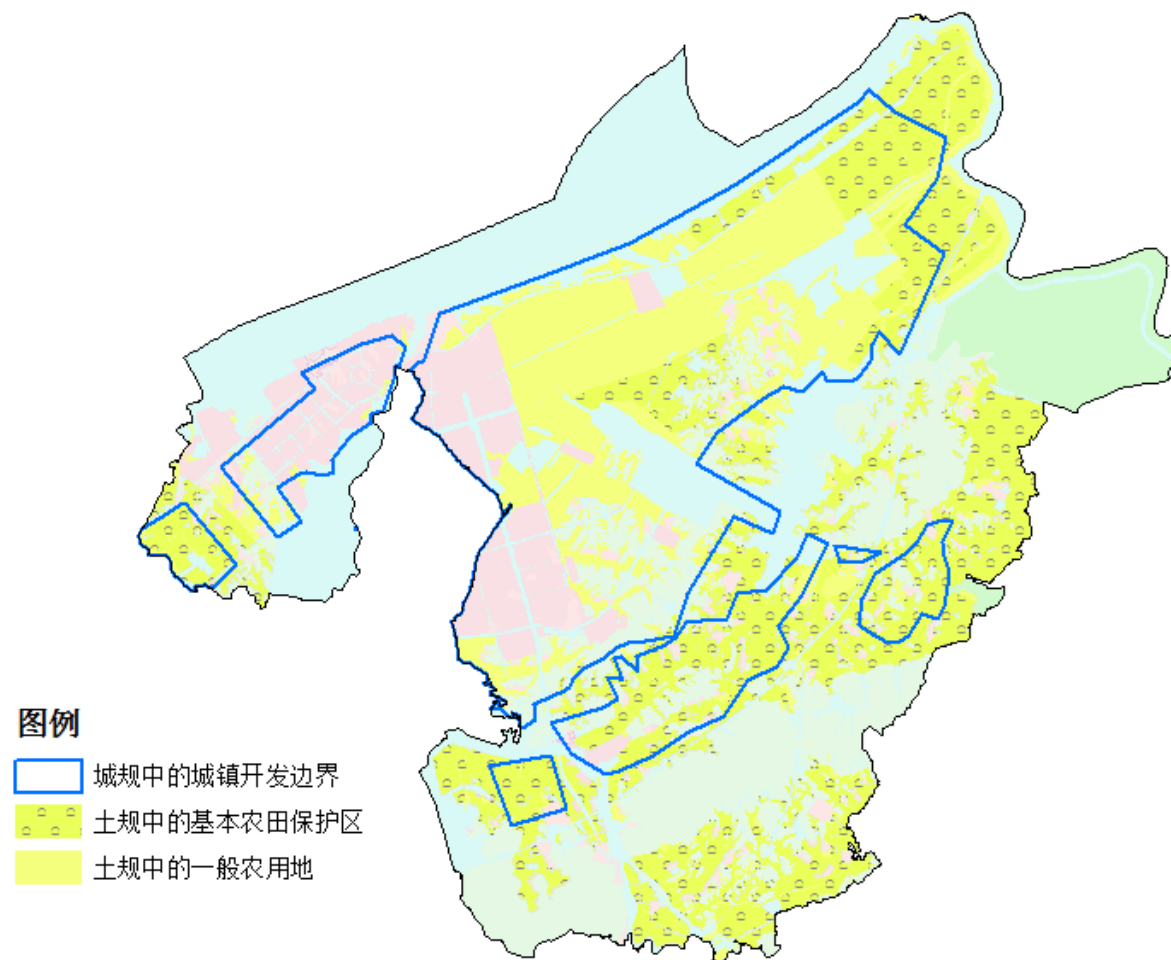 图例
城规中的城镇开发边界
土规中的基本农田保护区
土规中的一般农用地